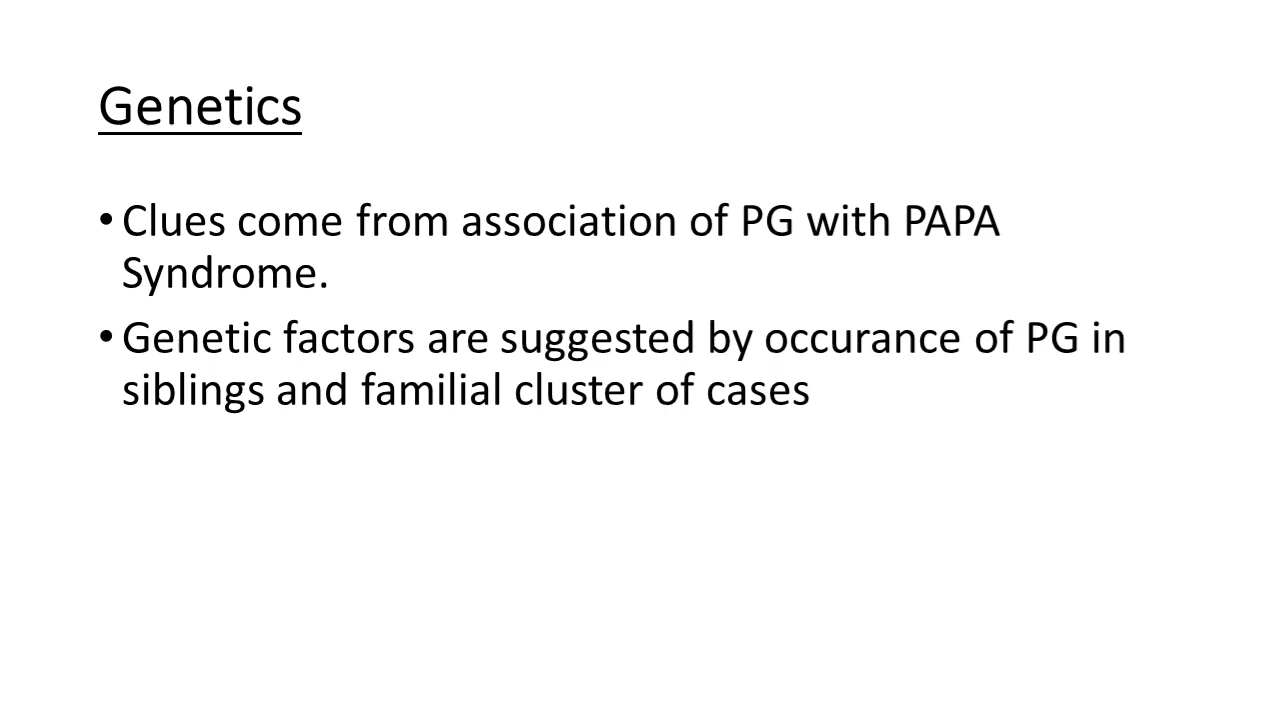 Genetics
• Clues come from association of PG with PAPA
Syndrome.
• Genetic factors are suggested by occurance of PG in
siblings and familial cluster of cases